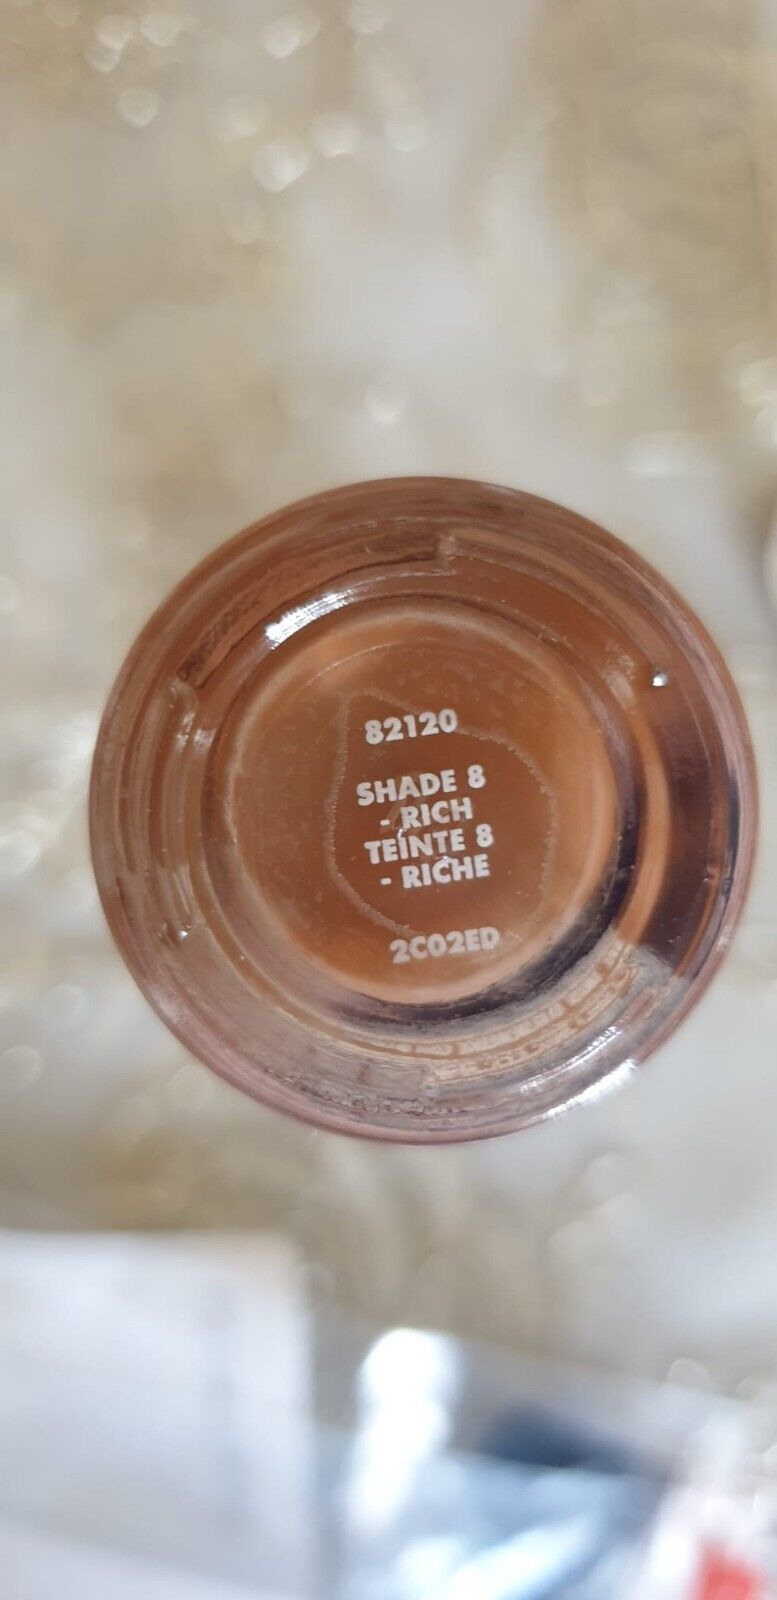 82120
SHADE 8
- RICH
TEINTE 8
- RICHE
2C02ED